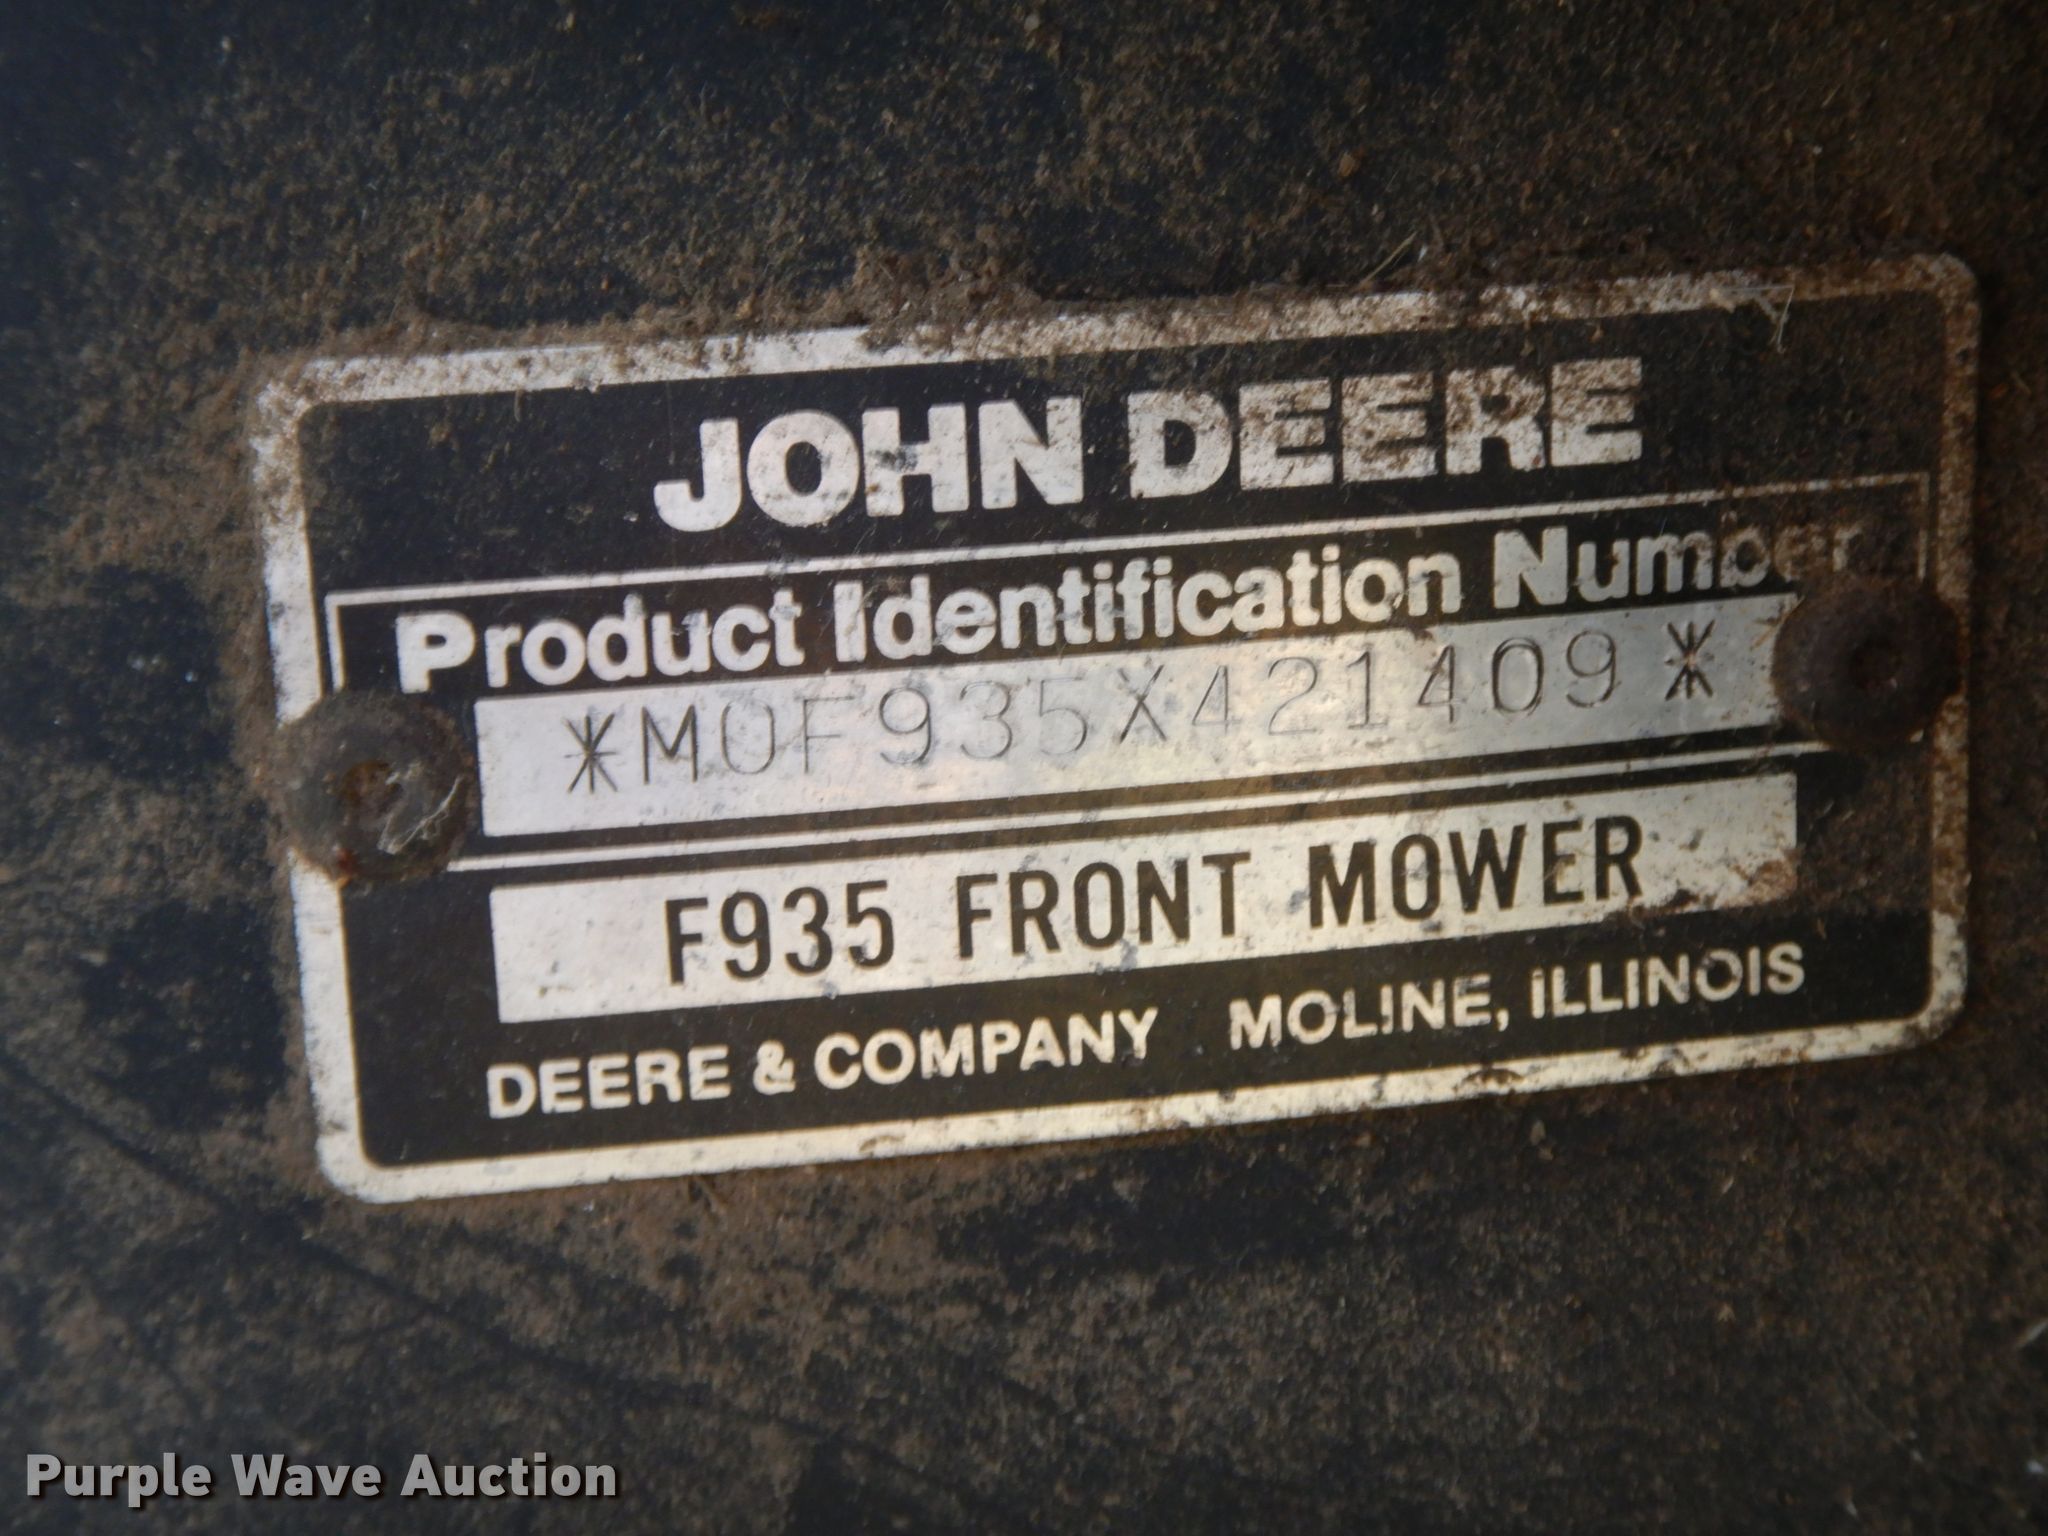 JOHN DEERE
Product Identification Number
*M0F935X421409*
F935 FRONT MOWER
DEERE & COMPANY MOLINE, ILLINOIS
Purple Wave Auction